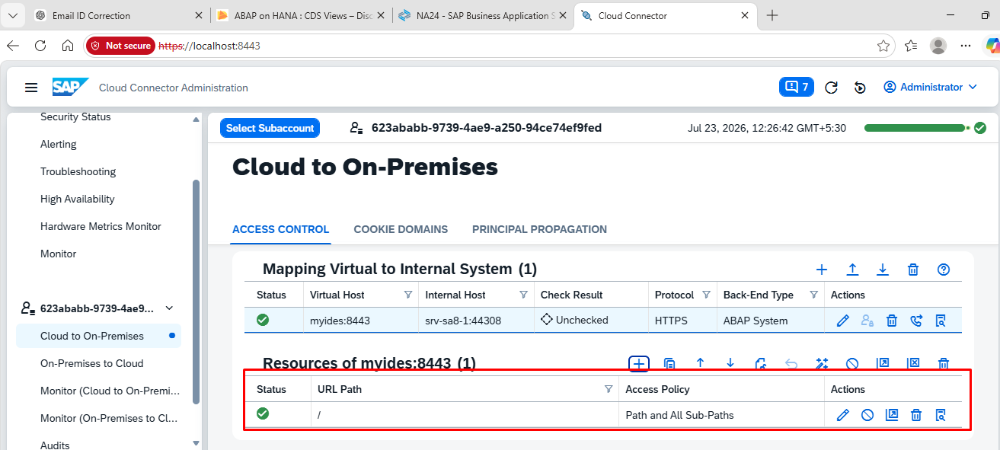 Email ID Correction
ABAP on HANA : CDS Views – Disc
NA24 - SAP Business Application S
Cloud Connector
Not secure https://localhost:8443
SAP Cloud Connector Administration
7
Administrator
Security Status
Alerting
Troubleshooting
High Availability
Hardware Metrics Monitor
Monitor
623ababb-9739-4ae9...
Cloud to On-Premises
On-Premises to Cloud
Monitor (Cloud to On-Premi...
Monitor (On-Premises to Cl...
Audits
Select Subaccount
623ababb-9739-4ae9-a250-94ce74ef9fed
Jul 23, 2026, 12:26:42 GMT+5:30
Cloud to On-Premises
ACCESS CONTROL COOKIE DOMAINS PRINCIPAL PROPAGATION
Mapping Virtual to Internal System (1)
Status Virtual Host Internal Host Check Result Protocol Back-End Type Actions
myides:8443 srv-sa8-1:44308 Unchecked HTTPS ABAP System
Resources of myides:8443 (1)
Status URL Path Access Policy Actions
/ Path and All Sub-Paths